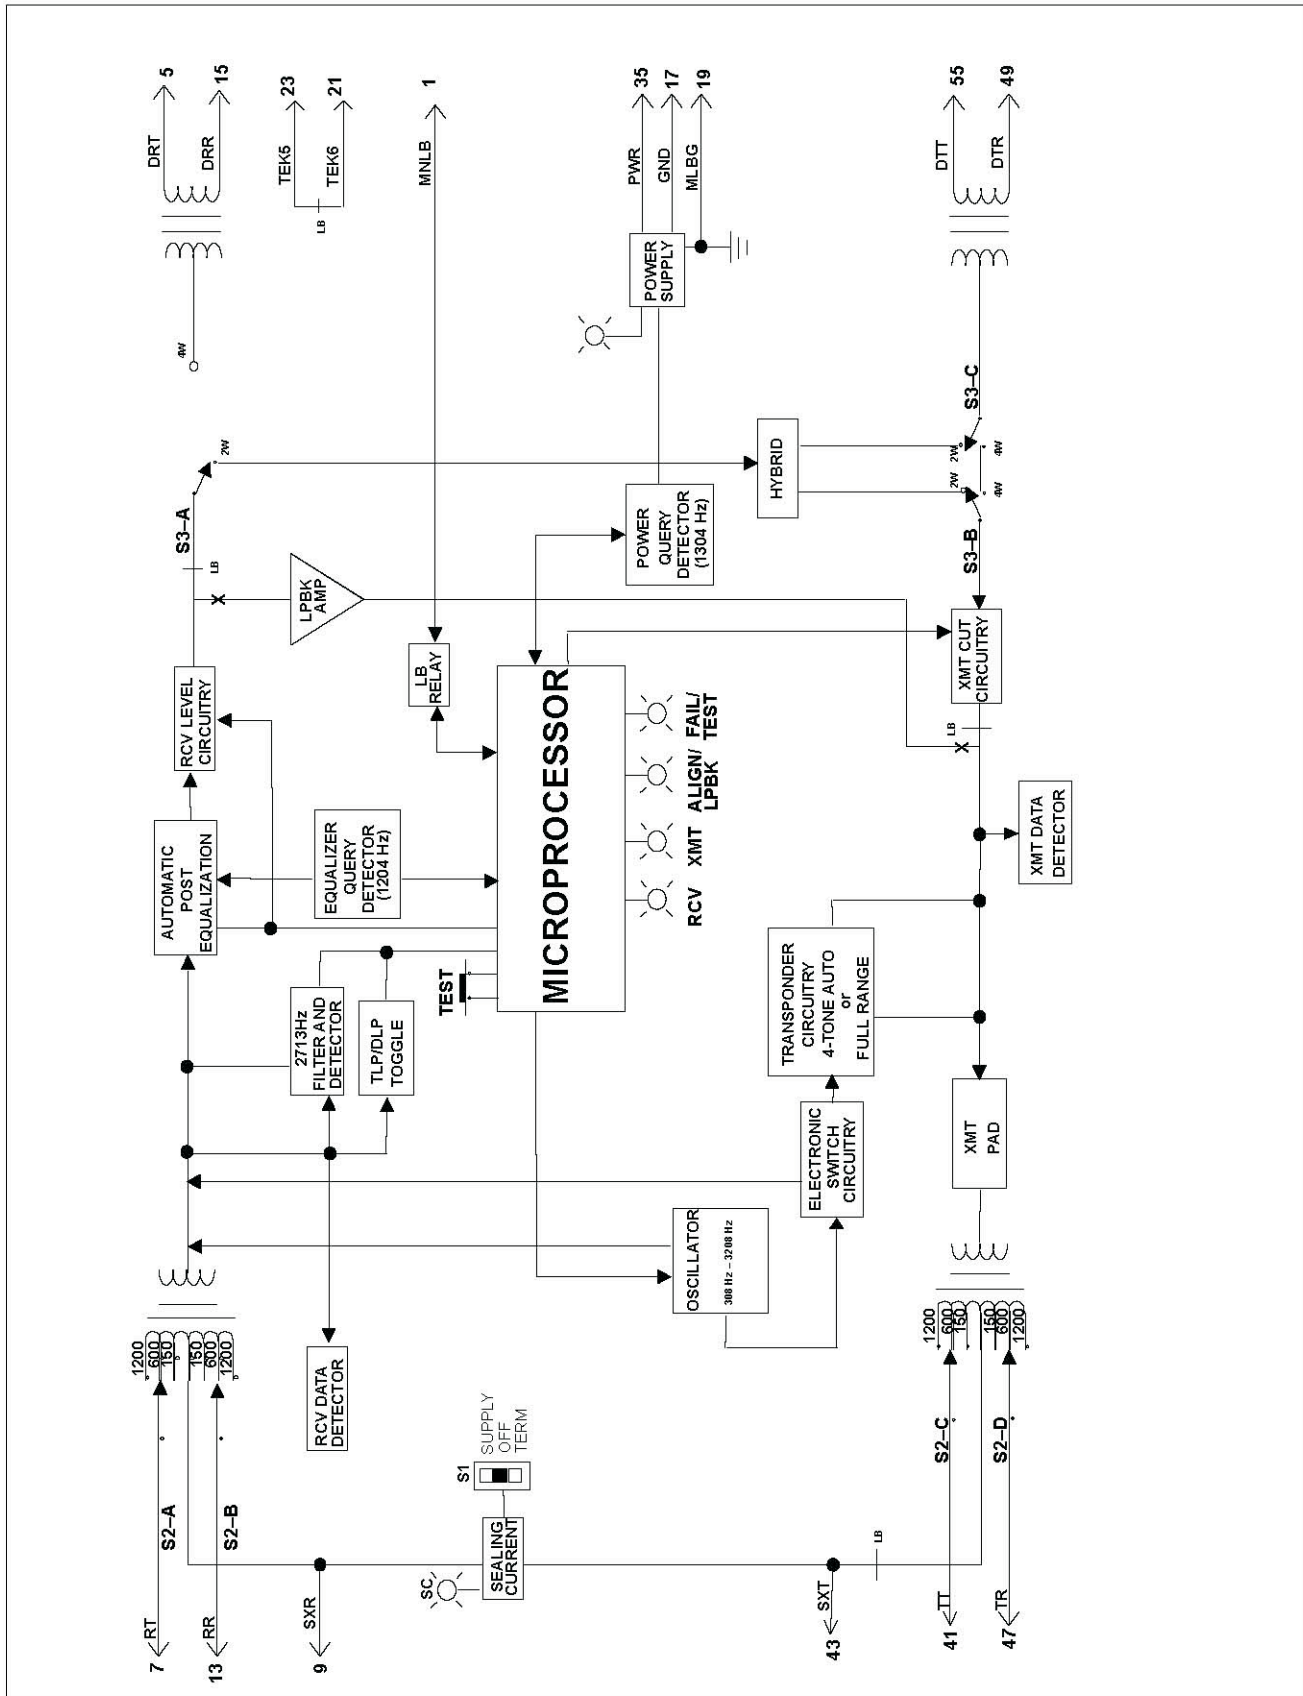 7
RT
S2–A
13
RR
S2–B
9
SXR
1200
600
150
150
600
1200
RCV DATA
DETECTOR
SC
SEALING
CURRENT
S1
SUPPLY
OFF
TERM
43
SXT
LB
41
TT
S2–C
47
TR
S2–D
1200
600
150
150
600
1200
XMT
PAD
OSCILLATOR
308 Hz – 3208 Hz
ELECTRONIC
SWITCH
CIRCUITRY
TRANSPONDER
CIRCUITRY
4-TONE AUTO
or
FULL RANGE
2713Hz
FILTER AND
DETECTOR
TLP/DLP
TOGGLE
TEST
AUTOMATIC
POST
EQUALIZATION
EQUALIZER
QUERY
DETECTOR
(1204 Hz)
MICROPROCESSOR
RCV
XMT
ALIGN/
LPBK
FAIL/
TEST
XMT DATA
DETECTOR
RCV LEVEL
CIRCUITRY
LB
RELAY
LPBK
AMP
X
LB
S3–A
2W
4W
X
LB
XMT CUT
CIRCUITRY
S3–B
2W
4W
2W
4W
S3–C
POWER
QUERY
DETECTOR
(1304 Hz)
HYBRID
POWER
SUPPLY
DRT
5
DRR
15
TEK5
23
LB
TEK6
21
MNLB
1
PWR
35
GND
17
MLBG
19
DTT
55
DTR
49